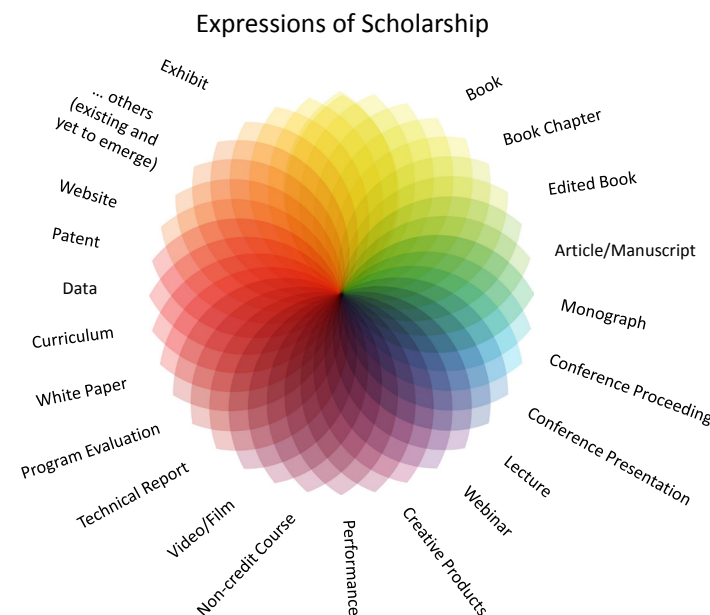 Expressions of Scholarship
Book
Book Chapter
Edited Book
Article/Manuscript
Monograph
Conference Proceeding
Conference Presentation
Lecture
Webinar
Creative Products
Performance
Non-credit Course
Video/Film
Technical Report
Program Evaluation
White Paper
Curriculum
Data
Patent
Website
... others
(existing and
yet to emerge)
Exhibit